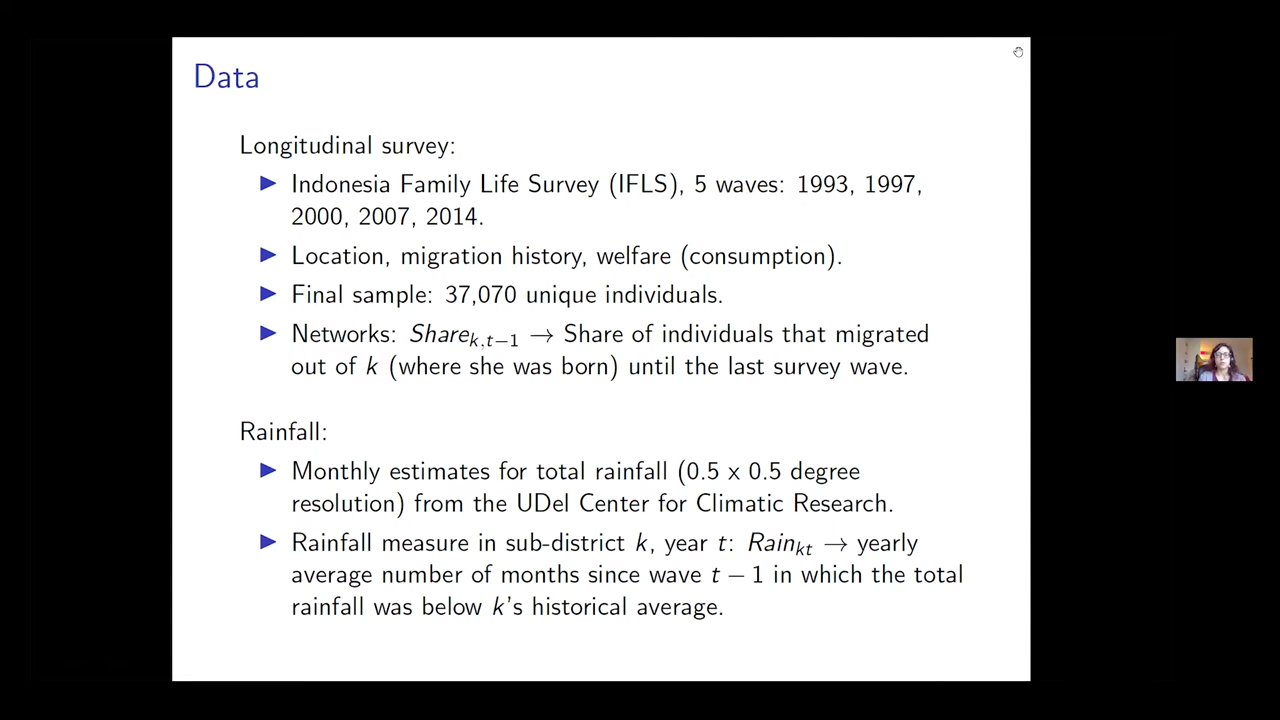 Data
Longitudinal survey:
▶ Indonesia Family Life Survey (IFLS), 5 waves: 1993, 1997,
2000, 2007, 2014.
▶ Location, migration history, welfare (consumption).
▶ Final sample: 37,070 unique individuals.
▶ Networks: Share_{k,t−1} → Share of individuals that migrated
out of k (where she was born) until the last survey wave.
Rainfall:
▶ Monthly estimates for total rainfall (0.5 x 0.5 degree
resolution) from the UDel Center for Climatic Research.
▶ Rainfall measure in sub-district k, year t: Rain_{kt} → yearly
average number of months since wave t − 1 in which the total
rainfall was below k's historical average.